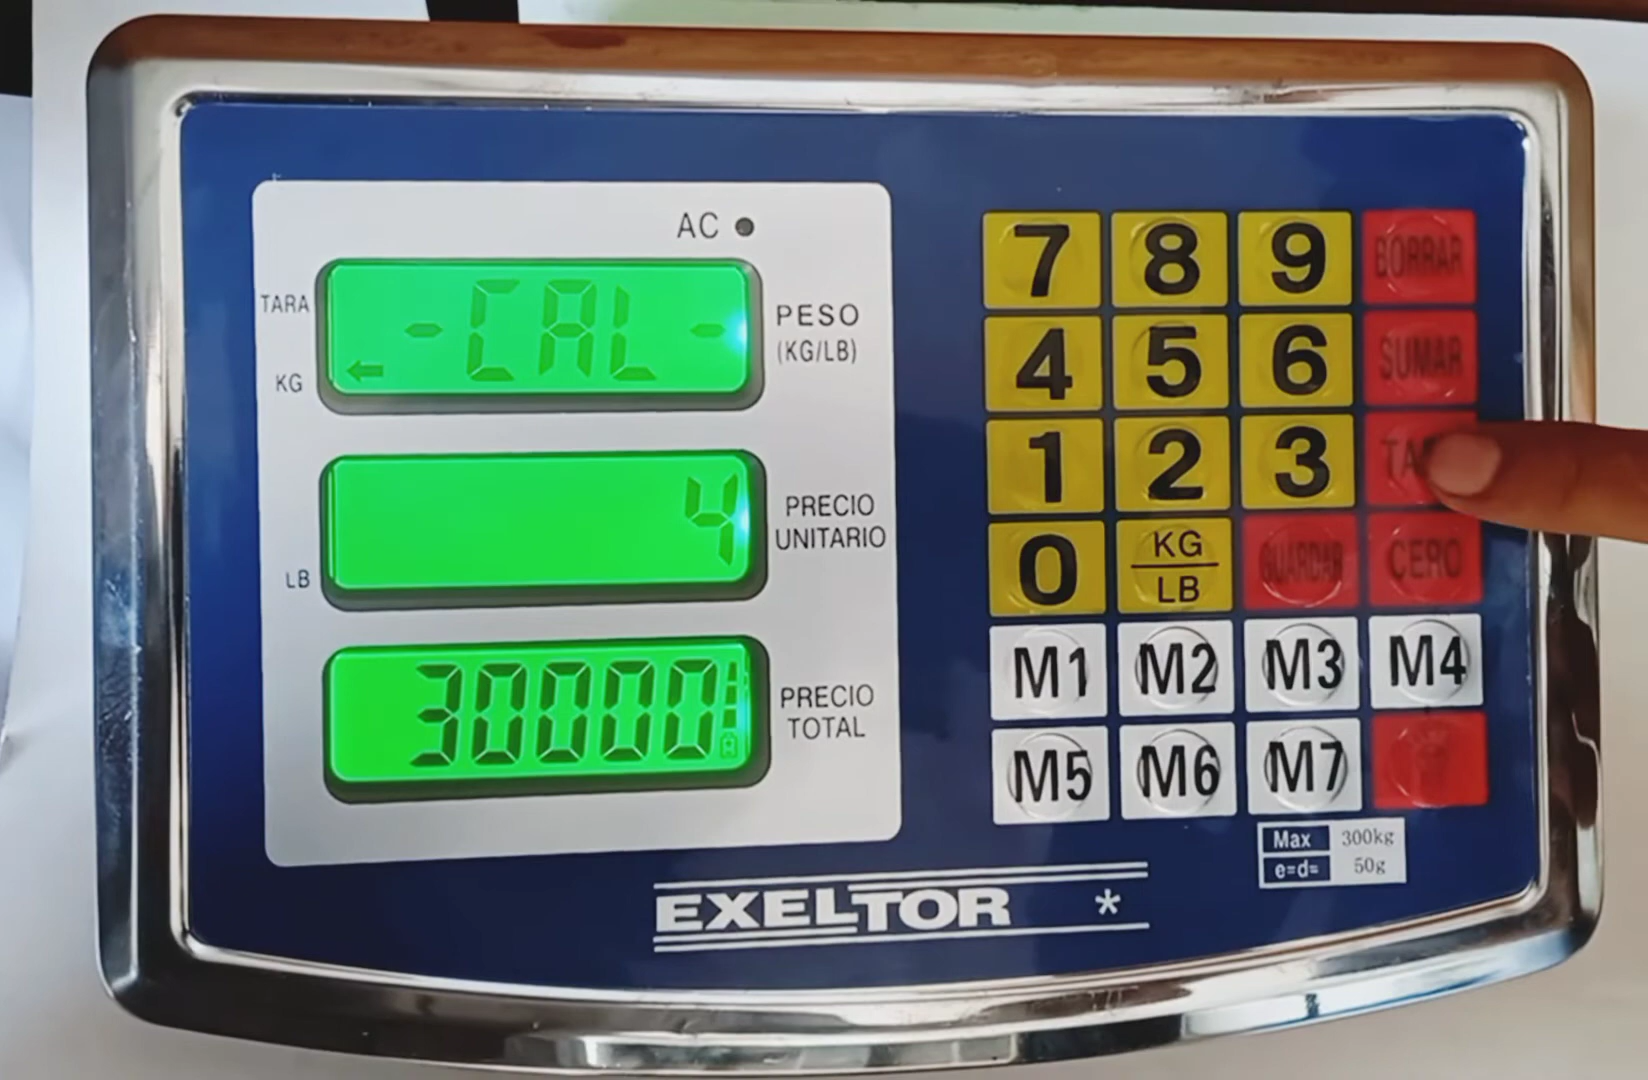 AC
TARA
-CAL-
PESO
(KG/LB)
KG
4
PRECIO
UNITARIO
LB
30000
PRECIO
TOTAL
7 8 9 BORRAR
4 5 6 SUMAR
1 2 3
0 KG/LB GUARDAR CERO
M1 M2 M3 M4
M5 M6 M7
Max 300kg
e=d= 50g
EXELTOR *